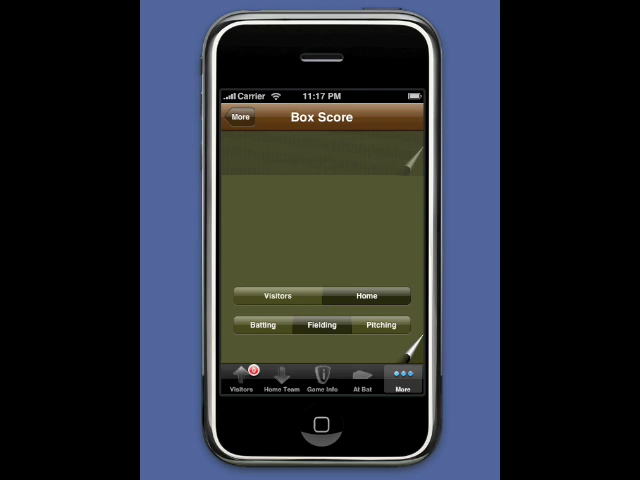 Carrier 11:17 PM
More Box Score
Visitors Home
Batting Fielding Pitching
Visitors Home Team Game Info At Bat More